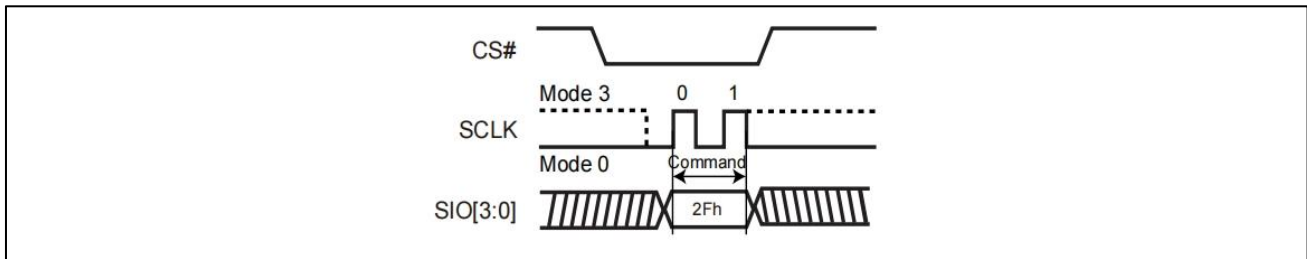 CS#
Mode 3 0 1
SCLK
Mode 0 Command
SIO[3:0] 2Fh